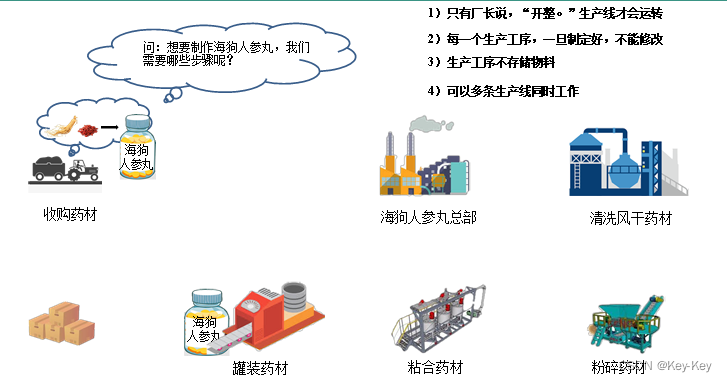 1）只有厂长说，“开整。”生产线才会运转
问：想要制作海狗人参丸，我们
需要哪些步骤呢？
2）每一个生产工序，一旦制定好，不能修改
3）生产工序不存储物料
4）可以多条生产线同时工作
海狗
人参丸
收购药材
海狗人参丸总部
清洗风干药材
海狗
人参丸
罐装药材
粘合药材
粉碎药材
@Key-Key